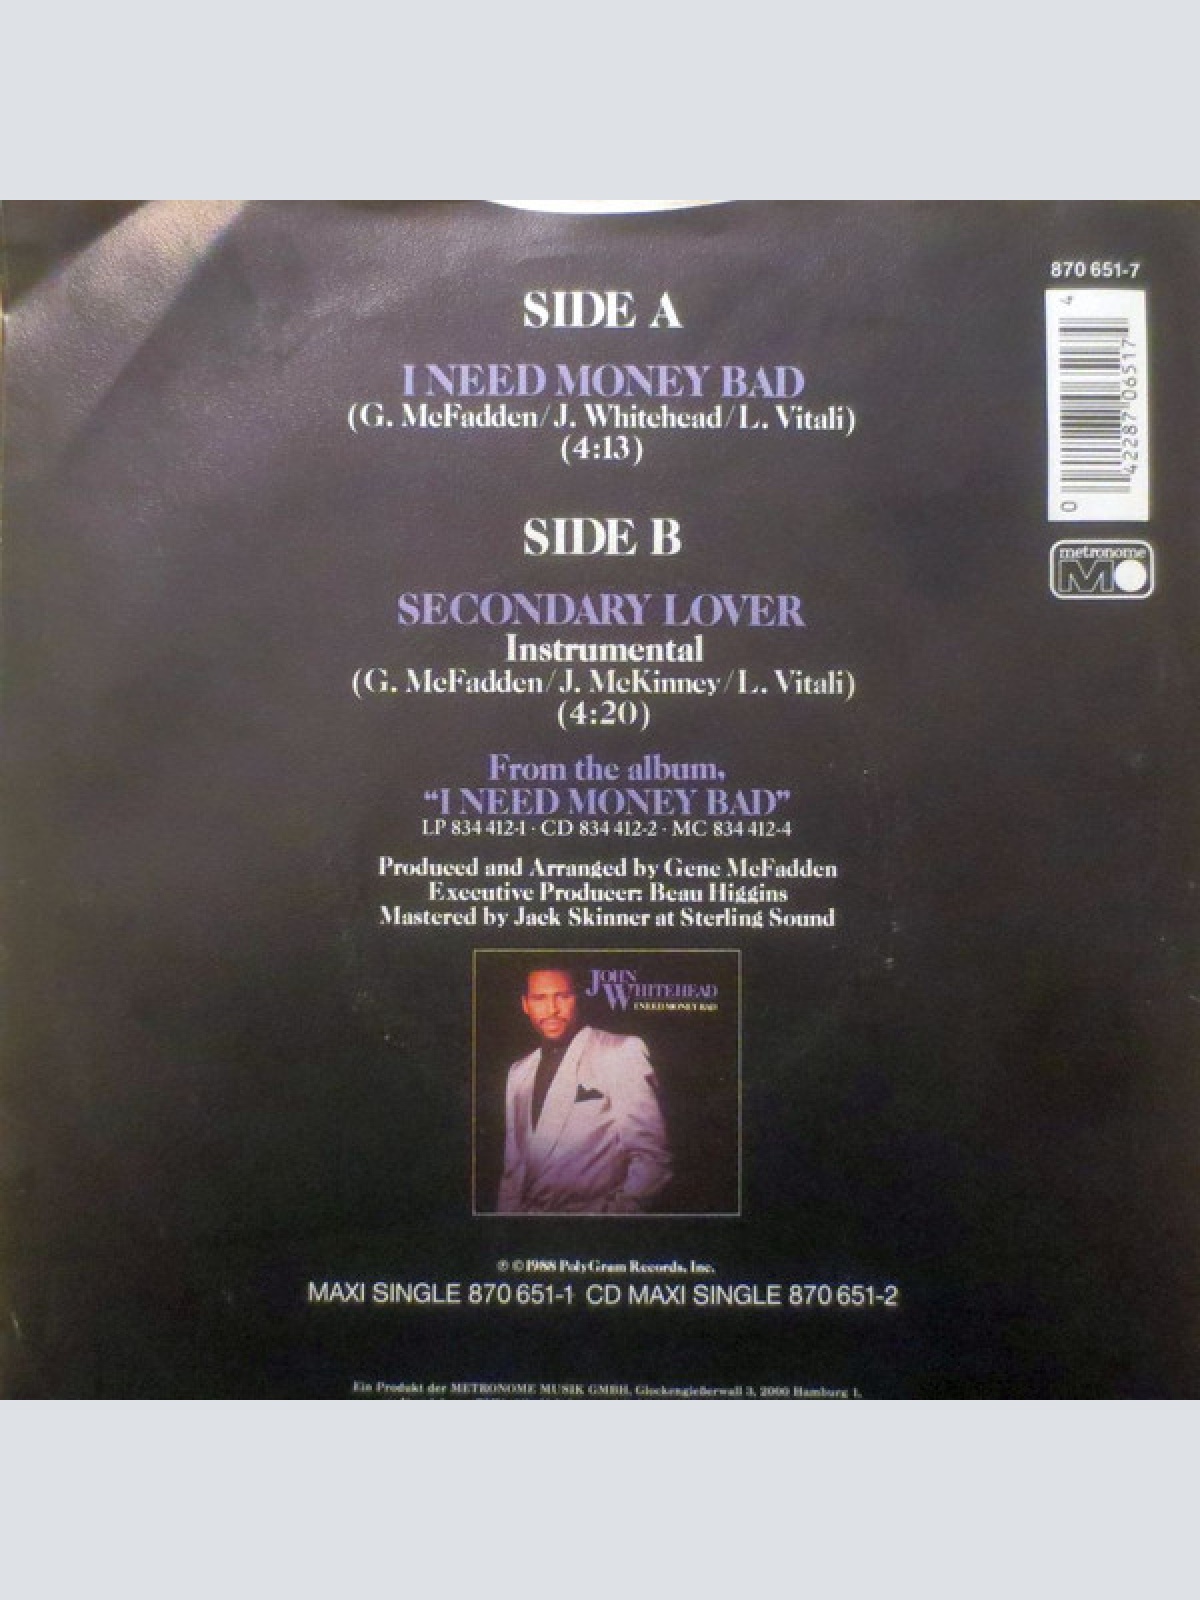 870 651-7
SIDE A
I NEED MONEY BAD
(G. McFadden/J. Whitehead/L. Vitali)
(4:13)
0 42287 06517 4
metronome
SIDE B
SECONDARY LOVER
Instrumental
(G. McFadden/J. McKinney/L. Vitali)
(4:20)
From the album,
“I NEED MONEY BAD”
LP 834 412-1 · CD 834 412-2 · MC 834 412-4
Produced and Arranged by Gene McFadden
Executive Producer: Beau Higgins
Mastered by Jack Skinner at Sterling Sound
JOHN
WHITEHEAD
I NEED MONEY BAD
℗ © 1988 PolyGram Records, Inc.
MAXI SINGLE 870 651-1 CD MAXI SINGLE 870 651-2
Ein Produkt der METRONOME MUSIK GMBH, Glockengießerwall 3, 2000 Hamburg 1,